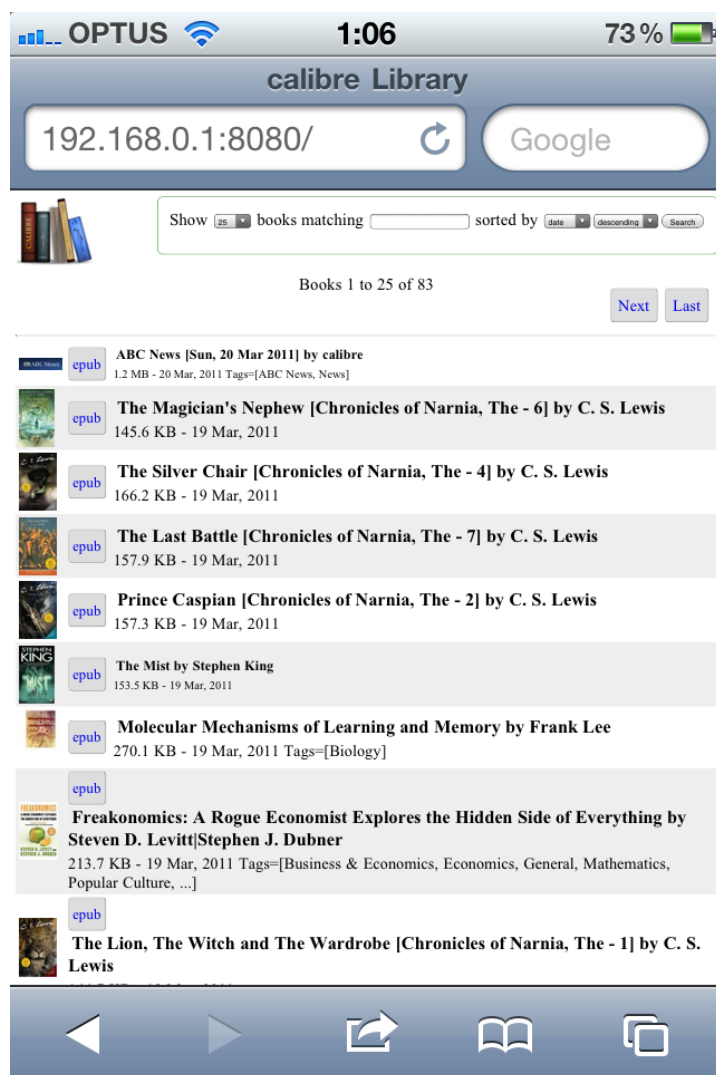 OPTUS 1:06 73%
calibre Library
192.168.0.1:8080/ Google
CALIBRE
Show 25 books matching sorted by date descending Search
Books 1 to 25 of 83
Next Last
ABC News
epub
ABC News [Sun, 20 Mar 2011] by calibre
1.2 MB - 20 Mar, 2011 Tags=[ABC News, News]
epub
The Magician's Nephew [Chronicles of Narnia, The - 6] by C. S. Lewis
145.6 KB - 19 Mar, 2011
epub
The Silver Chair [Chronicles of Narnia, The - 4] by C. S. Lewis
166.2 KB - 19 Mar, 2011
epub
The Last Battle [Chronicles of Narnia, The - 7] by C. S. Lewis
157.9 KB - 19 Mar, 2011
epub
Prince Caspian [Chronicles of Narnia, The - 2] by C. S. Lewis
157.3 KB - 19 Mar, 2011
STEPHEN
KING
MIST
epub
The Mist by Stephen King
153.5 KB - 19 Mar, 2011
epub
Molecular Mechanisms of Learning and Memory by Frank Lee
270.1 KB - 19 Mar, 2011 Tags=[Biology]
FREAKONOMICS
epub
Freakonomics: A Rogue Economist Explores the Hidden Side of Everything by
Steven D. Levitt|Stephen J. Dubner
213.7 KB - 19 Mar, 2011 Tags=[Business & Economics, Economics, General, Mathematics,
Popular Culture, ...]
epub
The Lion, The Witch and The Wardrobe [Chronicles of Narnia, The - 1] by C. S.
Lewis